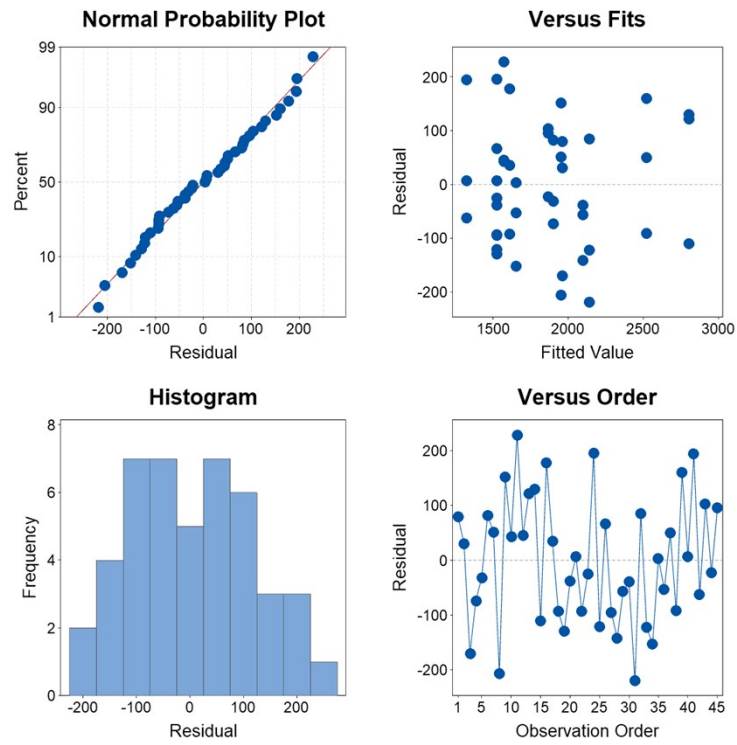 Normal Probability Plot
99
90
50
10
1
Percent
-200 -100 0 100 200
Residual
Versus Fits
200
100
0
-100
-200
Residual
1500 2000 2500 3000
Fitted Value
Histogram
8
6
4
2
0
Frequency
-200 -100 0 100 200
Residual
Versus Order
200
100
0
-100
-200
Residual
1 5 10 15 20 25 30 35 40 45
Observation Order